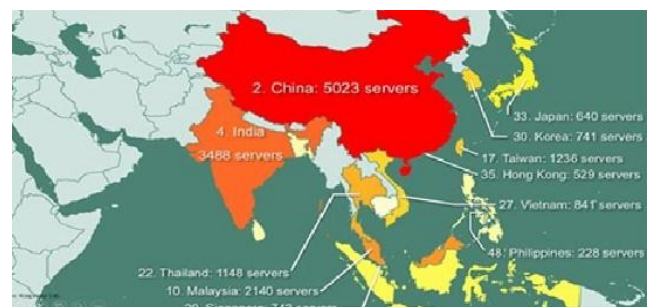 2. China: 5023 servers
4. India
3488 servers
33. Japan: 640 servers
30. Korea: 741 servers
17. Taiwan: 1236 servers
35. Hong Kong: 529 servers
27. Vietnam: 841 servers
48. Philippines: 228 servers
22. Thailand: 1148 servers
10. Malaysia: 2140 servers